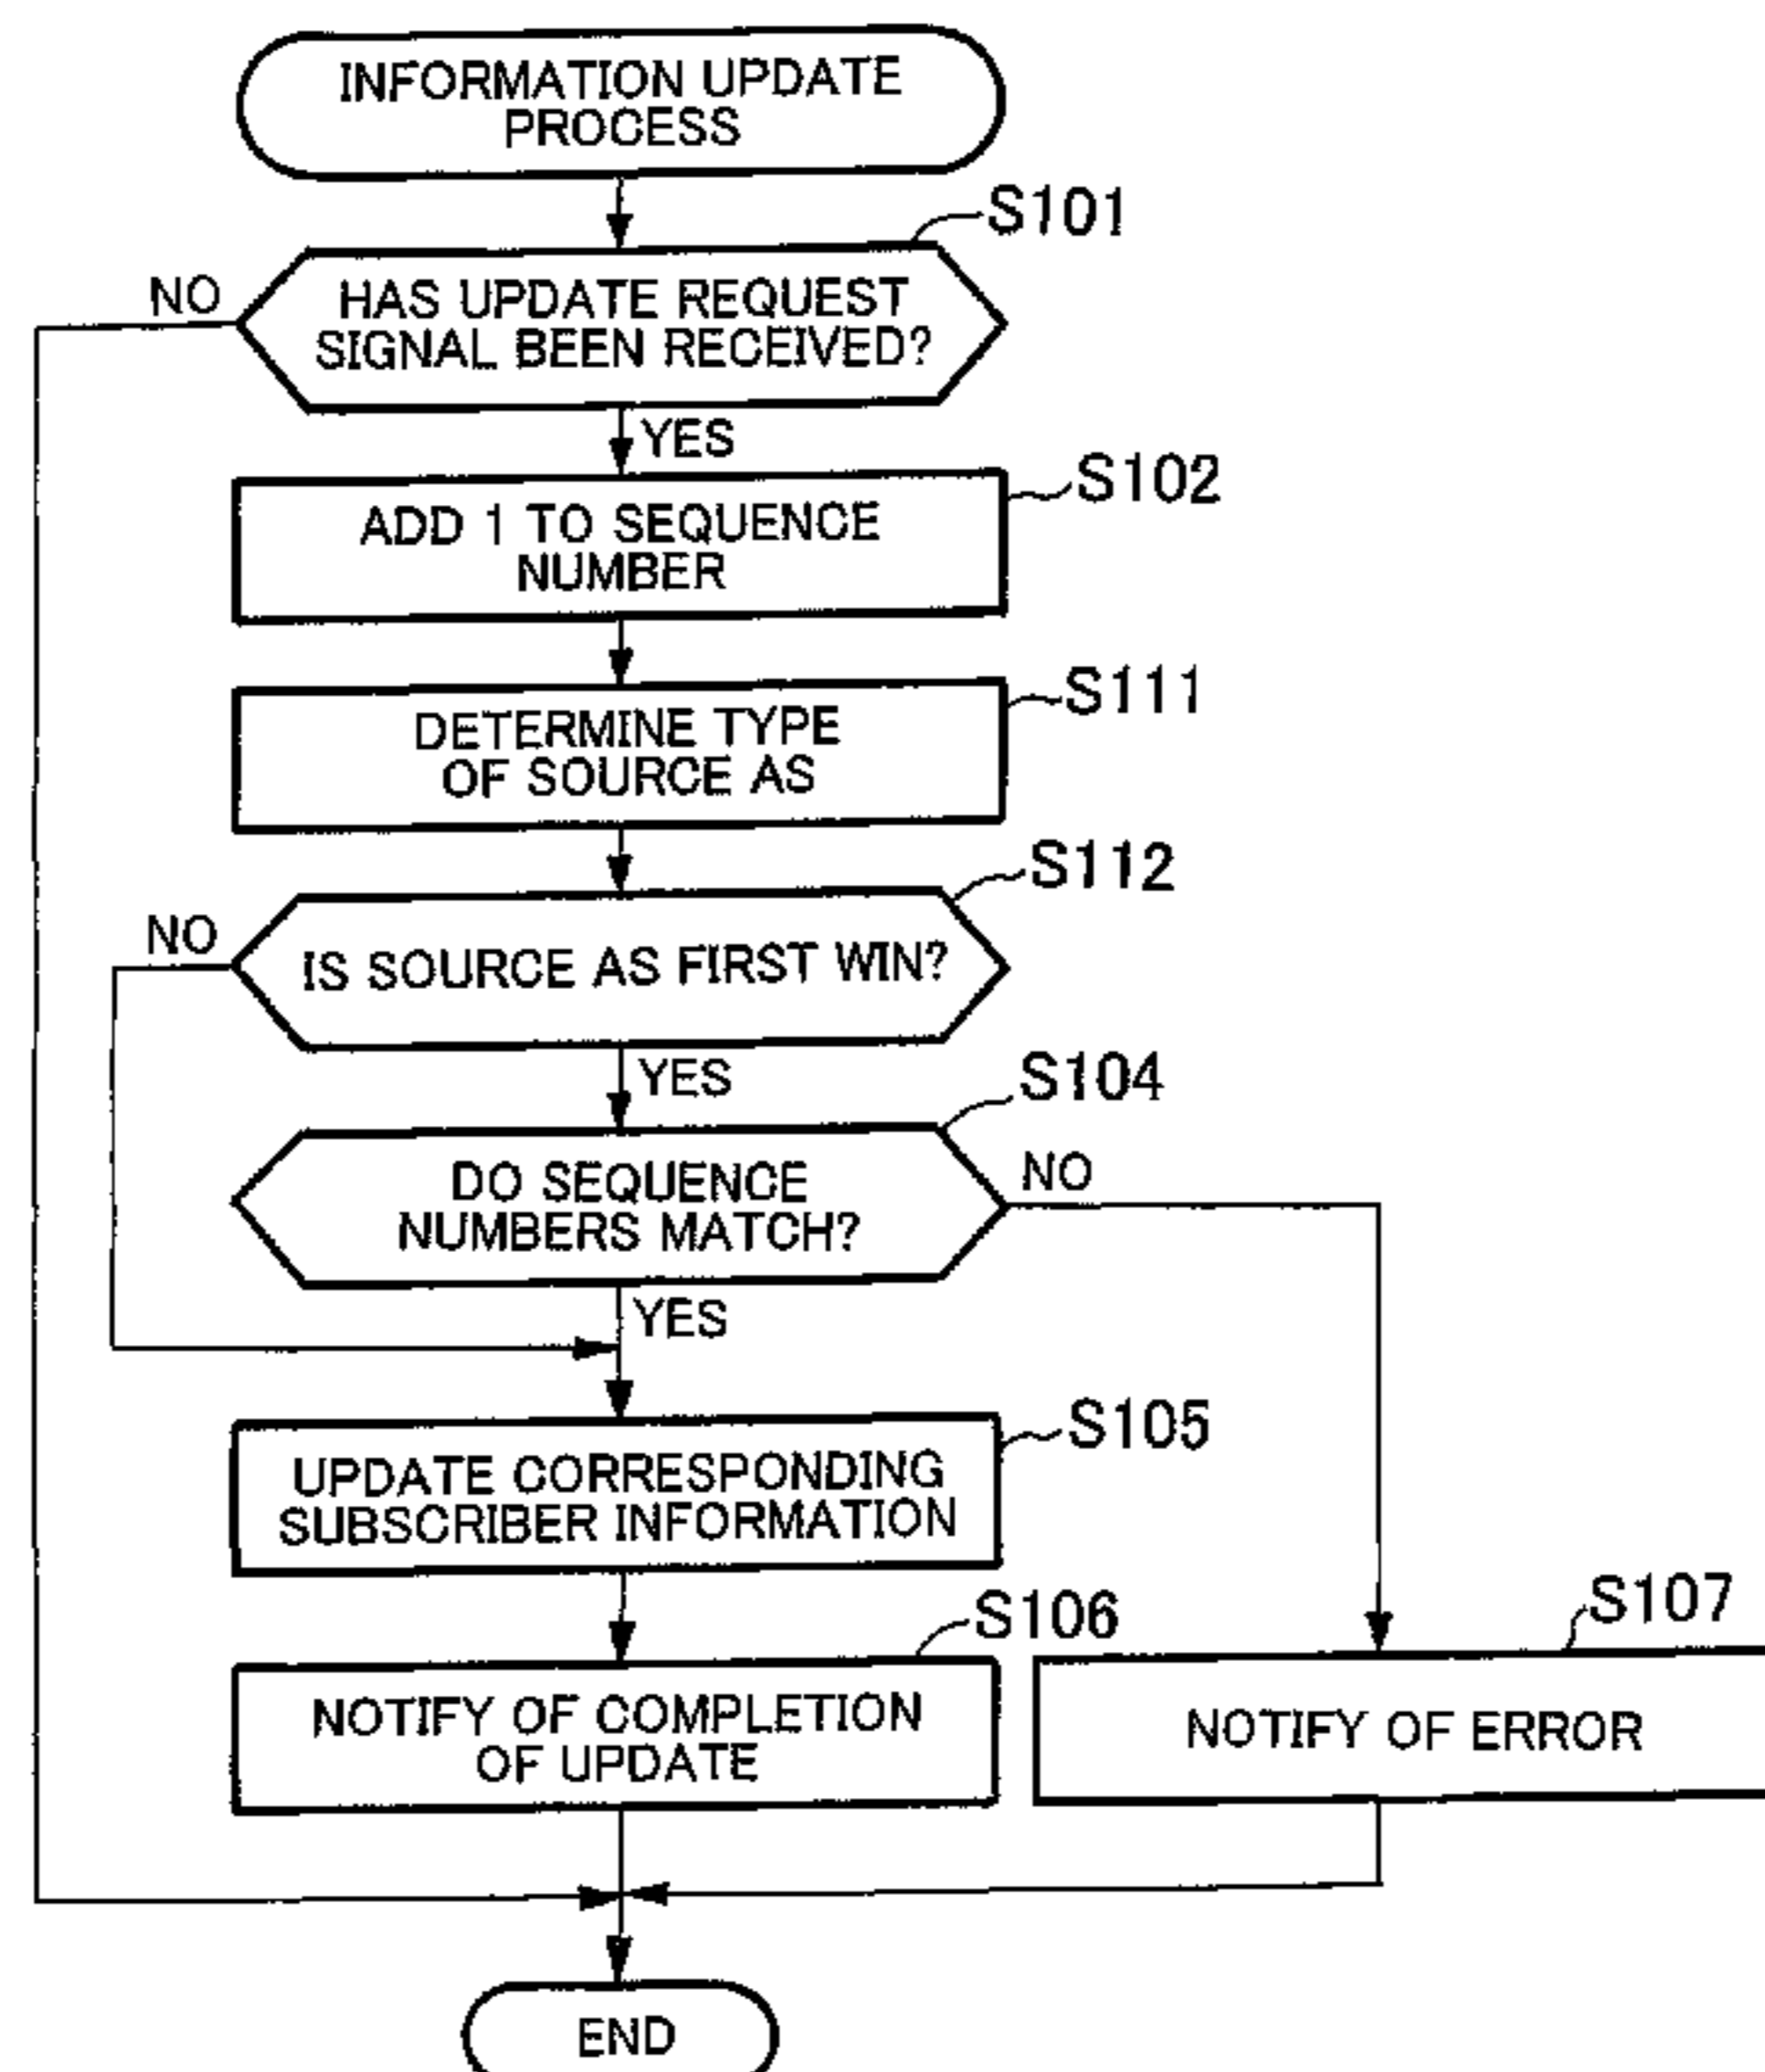 INFORMATION UPDATE
PROCESS
S101
NO
HAS UPDATE REQUEST
SIGNAL BEEN RECEIVED?
YES
S102
ADD 1 TO SEQUENCE
NUMBER
S111
DETERMINE TYPE
OF SOURCE AS
S112
NO
IS SOURCE AS FIRST WIN?
YES
S104
DO SEQUENCE
NUMBERS MATCH?
NO
YES
S105
UPDATE CORRESPONDING
SUBSCRIBER INFORMATION
S106
NOTIFY OF COMPLETION
OF UPDATE
S107
NOTIFY OF ERROR
END